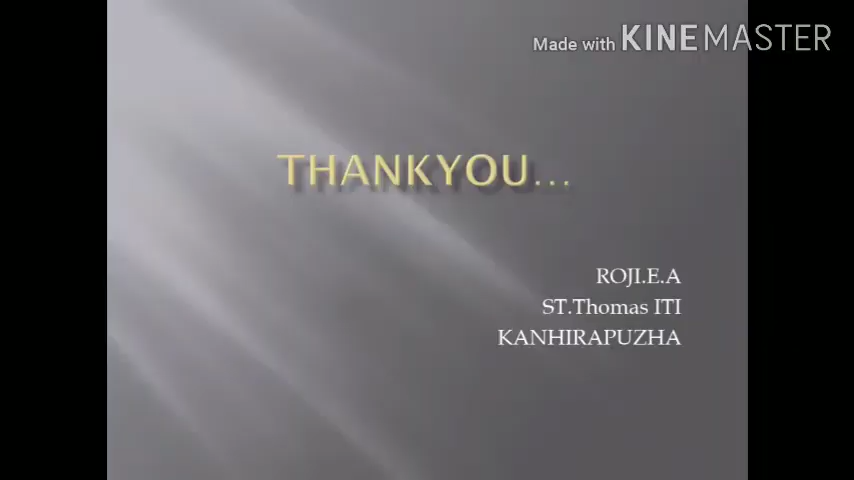 Made with KINEMASTER
THANKYOU...
ROJI.E.A
ST.Thomas ITI
KANHIRAPUZHA